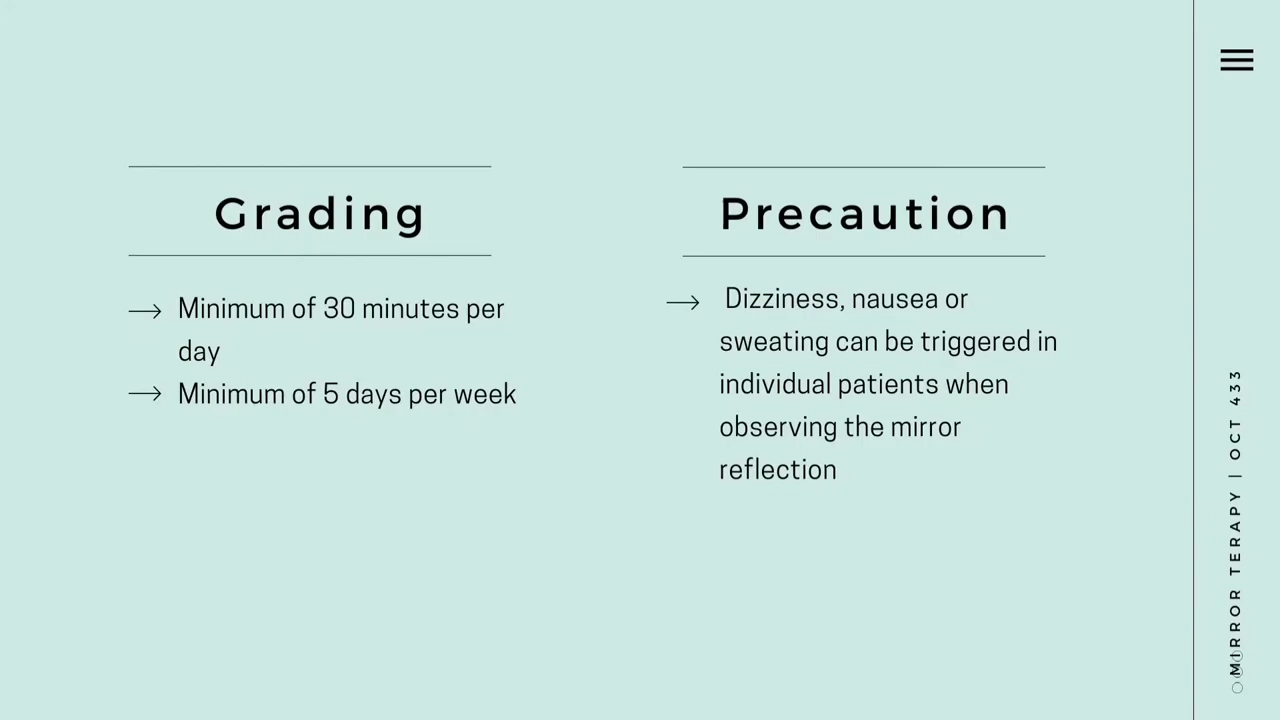 Grading
Minimum of 30 minutes per
day
Minimum of 5 days per week
Precaution
Dizziness, nausea or
sweating can be triggered in
individual patients when
observing the mirror
reflection
MIRROR TERAPY | OCT 433